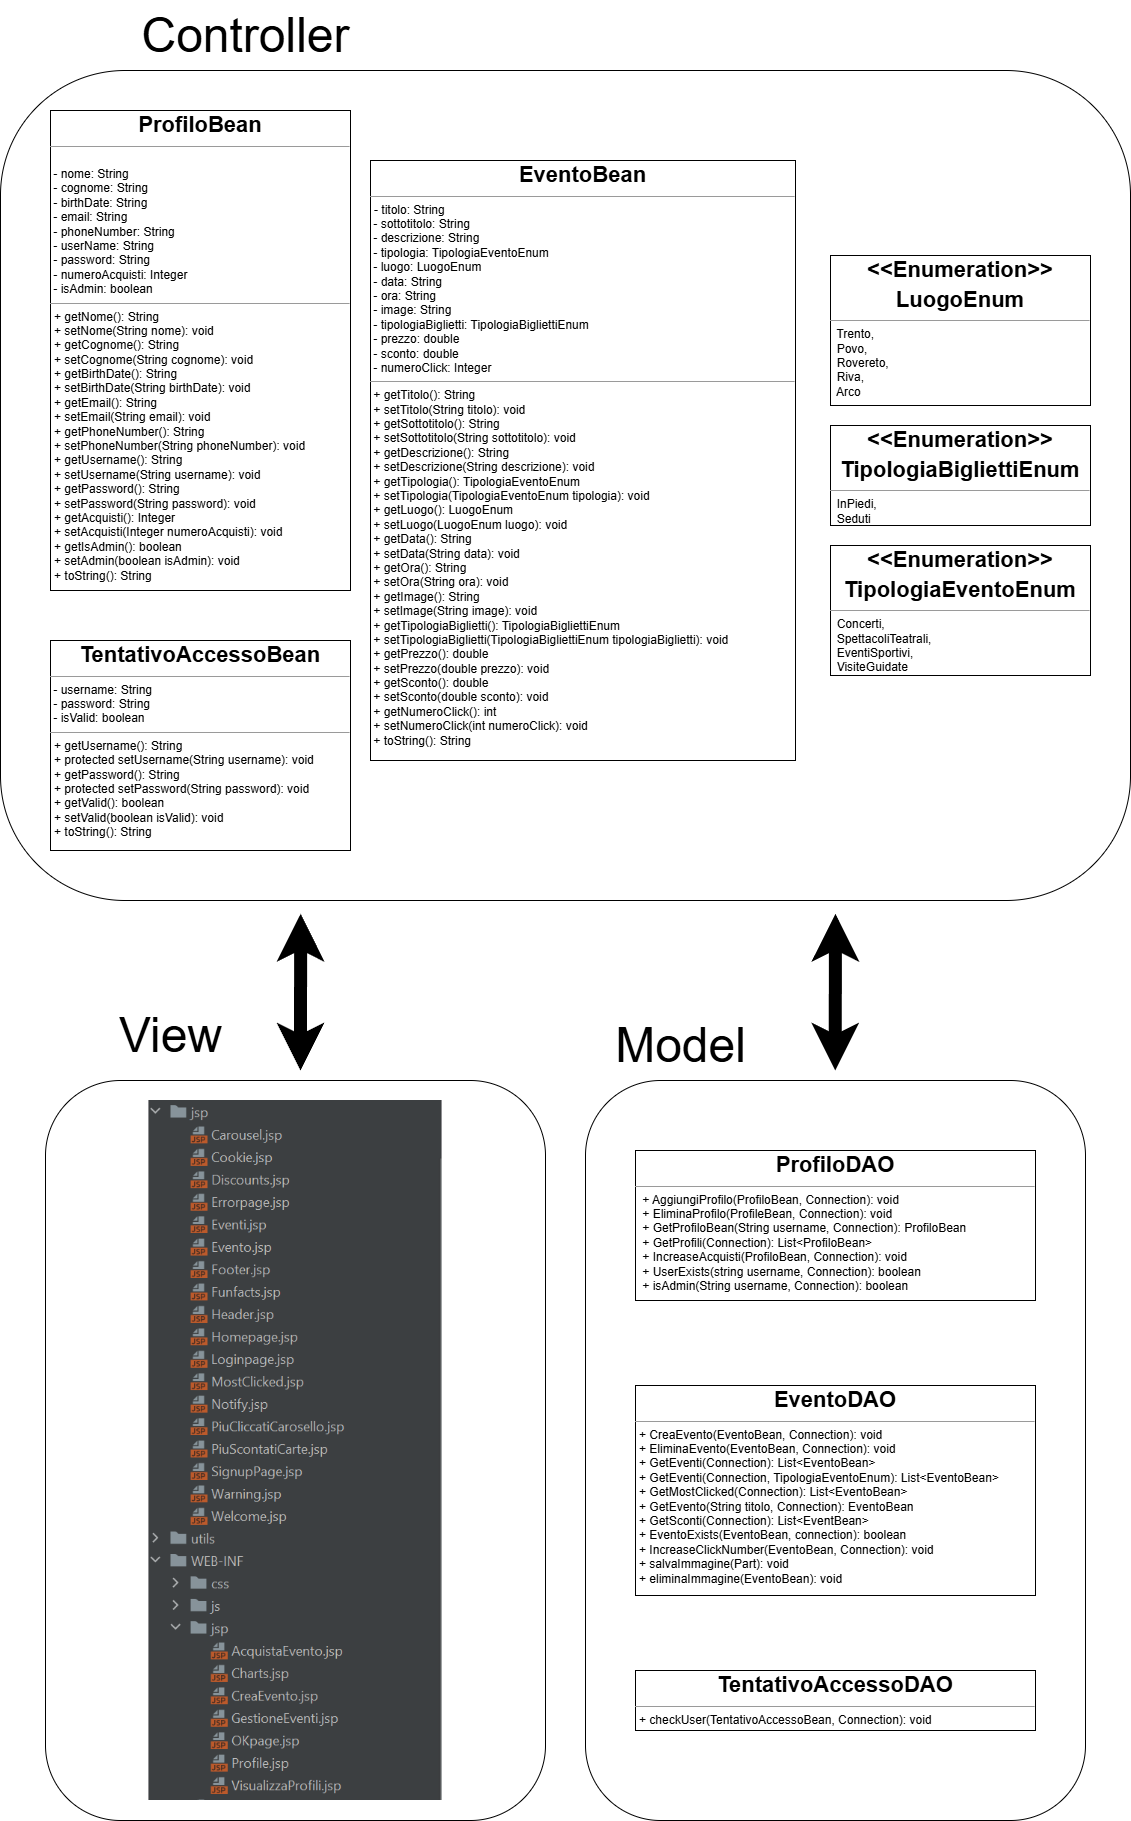 Controller
ProfiloBean
- nome: String
- cognome: String
- birthDate: String
- email: String
- phoneNumber: String
- userName: String
- password: String
- numeroAcquisti: Integer
- isAdmin: boolean
+ getNome(): String
+ setNome(String nome): void
+ getCognome(): String
+ setCognome(String cognome): void
+ getBirthDate(): String
+ setBirthDate(String birthDate): void
+ getEmail(): String
+ setEmail(String email): void
+ getPhoneNumber(): String
+ setPhoneNumber(String phoneNumber): void
+ getUsername(): String
+ setUsername(String username): void
+ getPassword(): String
+ setPassword(String password): void
+ getAcquisti(): Integer
+ setAcquisti(Integer numeroAcquisti): void
+ getIsAdmin(): boolean
+ setAdmin(boolean isAdmin): void
+ toString(): String
TentativoAccessoBean
- username: String
- password: String
- isValid: boolean
+ getUsername(): String
+ protected setUsername(String username): void
+ getPassword(): String
+ protected setPassword(String password): void
+ getValid(): boolean
+ setValid(boolean isValid): void
+ toString(): String
EventoBean
- titolo: String
- sottotitolo: String
- descrizione: String
- tipologia: TipologiaEventoEnum
- luogo: LuogoEnum
- data: String
- ora: String
- image: String
- tipologiaBiglietti: TipologiaBigliettiEnum
- prezzo: double
- sconto: double
- numeroClick: Integer
+ getTitolo(): String
+ setTitolo(String titolo): void
+ getSottotitolo(): String
+ setSottotitolo(String sottotitolo): void
+ getDescrizione(): String
+ setDescrizione(String descrizione): void
+ getTipologia(): TipologiaEventoEnum
+ setTipologia(TipologiaEventoEnum tipologia): void
+ getLuogo(): LuogoEnum
+ setLuogo(LuogoEnum luogo): void
+ getData(): String
+ setData(String data): void
+ getOra(): String
+ setOra(String ora): void
+ getImage(): String
+ setImage(String image): void
+ getTipologiaBiglietti(): TipologiaBigliettiEnum
+ setTipologiaBiglietti(TipologiaBigliettiEnum tipologiaBiglietti): void
+ getPrezzo(): double
+ setPrezzo(double prezzo): void
+ getSconto(): double
+ setSconto(double sconto): void
+ getNumeroClick(): int
+ setNumeroClick(int numeroClick): void
+ toString(): String
<<Enumeration>>
LuogoEnum
Trento,
Povo,
Rovereto,
Riva,
Arco
<<Enumeration>>
TipologiaBigliettiEnum
InPiedi,
Seduti
<<Enumeration>>
TipologiaEventoEnum
Concerti,
SpettacoliTeatrali,
EventiSportivi,
VisiteGuidate
View
jsp
Carousel.jsp
Cookie.jsp
Discounts.jsp
Errorpage.jsp
Eventi.jsp
Evento.jsp
Footer.jsp
Funfacts.jsp
Header.jsp
Homepage.jsp
Loginpage.jsp
MostClicked.jsp
Notify.jsp
PiuCliccatiCarosello.jsp
PiuScontatiCarte.jsp
SignupPage.jsp
Warning.jsp
Welcome.jsp
utils
WEB-INF
css
js
jsp
AcquistaEvento.jsp
Charts.jsp
CreaEvento.jsp
GestioneEventi.jsp
OKpage.jsp
Profile.jsp
VisualizzaProfili.jsp
Model
ProfiloDAO
+ AggiungiProfilo(ProfiloBean, Connection): void
+ EliminaProfilo(ProfileBean, Connection): void
+ GetProfiloBean(String username, Connection): ProfiloBean
+ GetProfili(Connection): List<ProfiloBean>
+ IncreaseAcquisti(ProfiloBean, Connection): void
+ UserExists(string username, Connection): boolean
+ isAdmin(String username, Connection): boolean
EventoDAO
+ CreaEvento(EventoBean, Connection): void
+ EliminaEvento(EventoBean, Connection): void
+ GetEventi(Connection): List<EventoBean>
+ GetEventi(Connection, TipologiaEventoEnum): List<EventoBean>
+ GetMostClicked(Connection): List<EventoBean>
+ GetEvento(String titolo, Connection): EventoBean
+ GetSconti(Connection): List<EventBean>
+ EventoExists(EventoBean, connection): boolean
+ IncreaseClickNumber(EventoBean, Connection): void
+ salvaImmagine(Part): void
+ eliminaImmagine(EventoBean): void
TentativoAccessoDAO
+ checkUser(TentativoAccessoBean, Connection): void